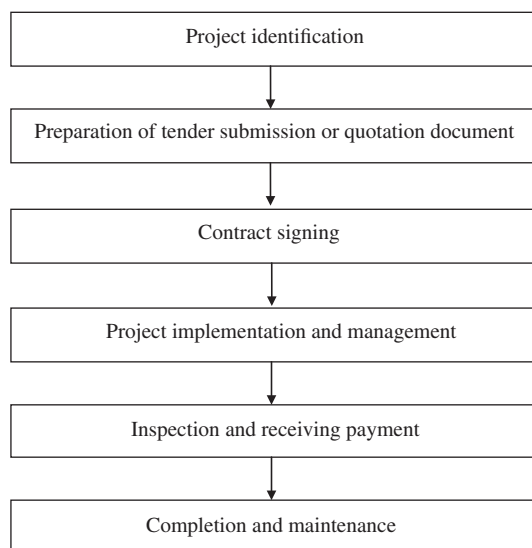 Project identification
Preparation of tender submission or quotation document
Contract signing
Project implementation and management
Inspection and receiving payment
Completion and maintenance